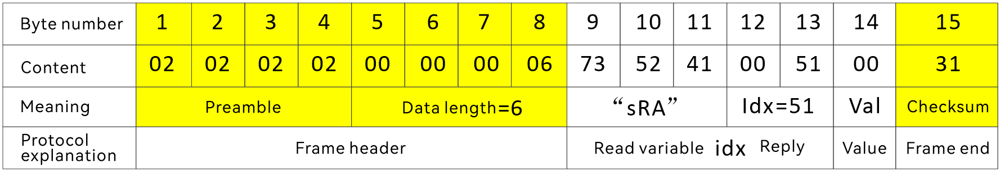 Byte number 1 2 3 4 5 6 7 8 9 10 11 12 13 14 15
Content 02 02 02 02 00 00 00 06 73 52 41 00 51 00 31
Meaning Preamble Data length=6 “sRA” Idx=51 Val Checksum
Protocol
explanation Frame header Read variable idx Reply Value Frame end